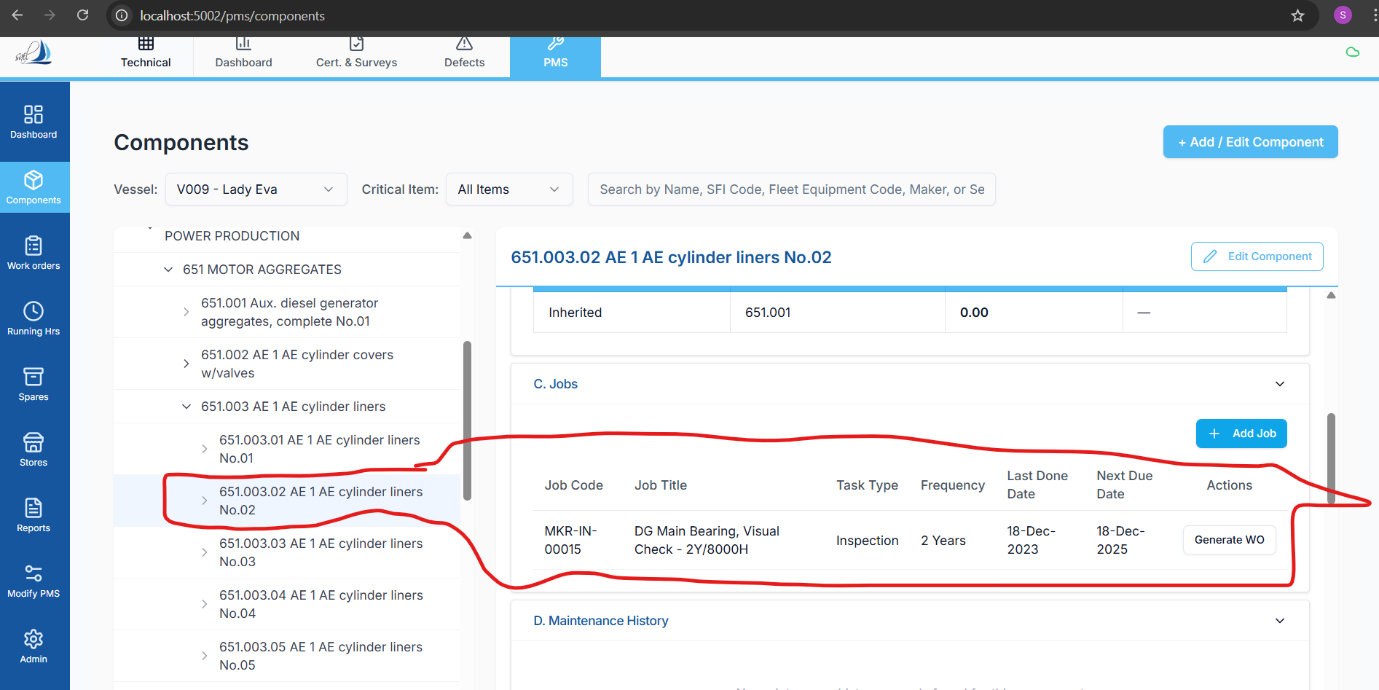 localhost:5002/pms/components
S
Technical
Dashboard
Cert. & Surveys
Defects
PMS
Dashboard
Components
Work orders
Running Hrs
Spares
Stores
Reports
Modify PMS
Admin
Components
+ Add / Edit Component
Vessel:
V009 - Lady Eva
Critical Item:
All Items
Search by Name, SFI Code, Fleet Equipment Code, Maker, or Se
POWER PRODUCTION
651 MOTOR AGGREGATES
651.001 Aux. diesel generator
aggregates, complete No.01
651.002 AE 1 AE cylinder covers
w/valves
651.003 AE 1 AE cylinder liners
651.003.01 AE 1 AE cylinder liners
No.01
651.003.02 AE 1 AE cylinder liners
No.02
651.003.03 AE 1 AE cylinder liners
No.03
651.003.04 AE 1 AE cylinder liners
No.04
651.003.05 AE 1 AE cylinder liners
No.05
651.003.02 AE 1 AE cylinder liners No.02
Edit Component
Inherited 651.001 0.00 —
C. Jobs
+ Add Job
Job Code Job Title Task Type Frequency Last Done Date Next Due Date Actions
MKR-IN-00015 DG Main Bearing, Visual Check - 2Y/8000H Inspection 2 Years 18-Dec-2023 18-Dec-2025 Generate WO
D. Maintenance History